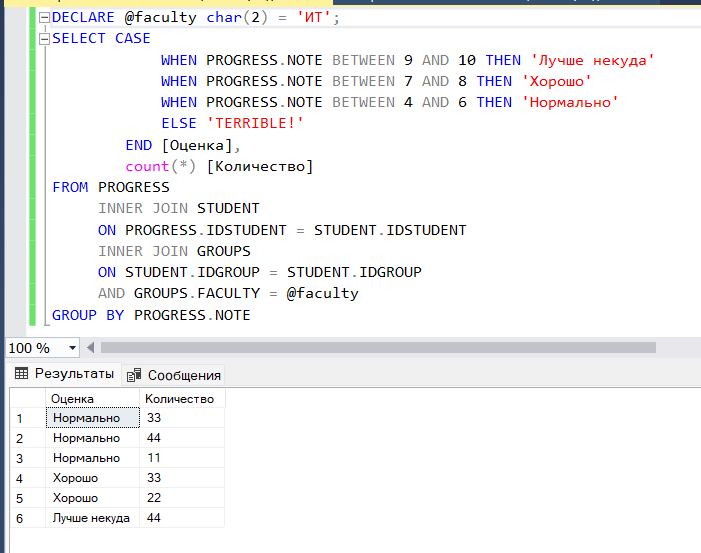 DECLARE @faculty char(2) = 'ИТ';
SELECT CASE
WHEN PROGRESS.NOTE BETWEEN 9 AND 10 THEN 'Лучше некуда'
WHEN PROGRESS.NOTE BETWEEN 7 AND 8 THEN 'Хорошо'
WHEN PROGRESS.NOTE BETWEEN 4 AND 6 THEN 'Нормально'
ELSE 'TERRIBLE!'
END [Оценка],
count(*) [Количество]
FROM PROGRESS
INNER JOIN STUDENT
ON PROGRESS.IDSTUDENT = STUDENT.IDSTUDENT
INNER JOIN GROUPS
ON STUDENT.IDGROUP = STUDENT.IDGROUP
AND GROUPS.FACULTY = @faculty
GROUP BY PROGRESS.NOTE
100 %
Результаты Сообщения
Оценка Количество
1 Нормально 33
2 Нормально 44
3 Нормально 11
4 Хорошо 33
5 Хорошо 22
6 Лучше некуда 44